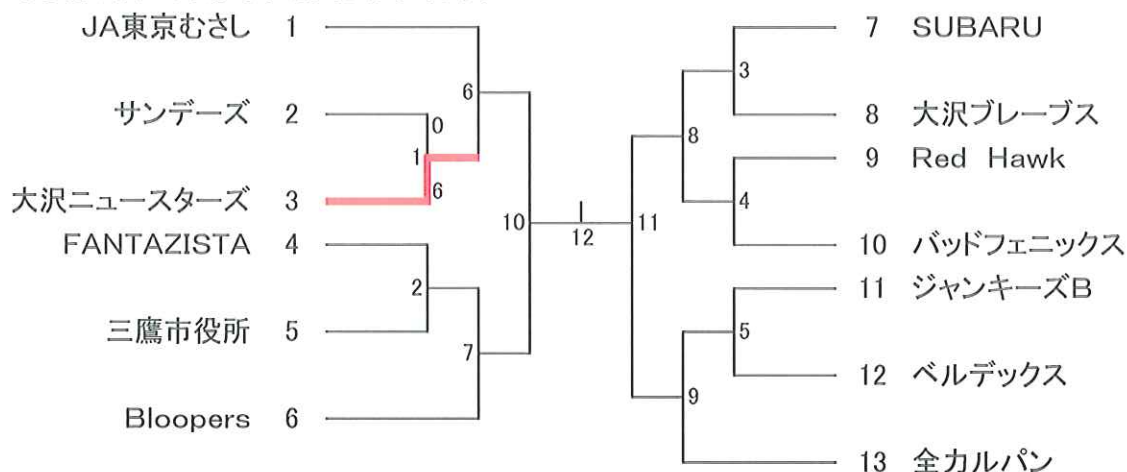 JA東京むさし 1
サンデーズ 2
大沢ニュースターズ 3
FANTAZISTA 4
三鷹市役所 5
Bloopers 6
0
1
6
6
2
7
10
12
11
8
3
4
9
5
7 SUBARU
8 大沢ブレーブス
9 Red Hawk
10 バッドフェニックス
11 ジャンキーズB
12 ベルデックス
13 全力ルパン